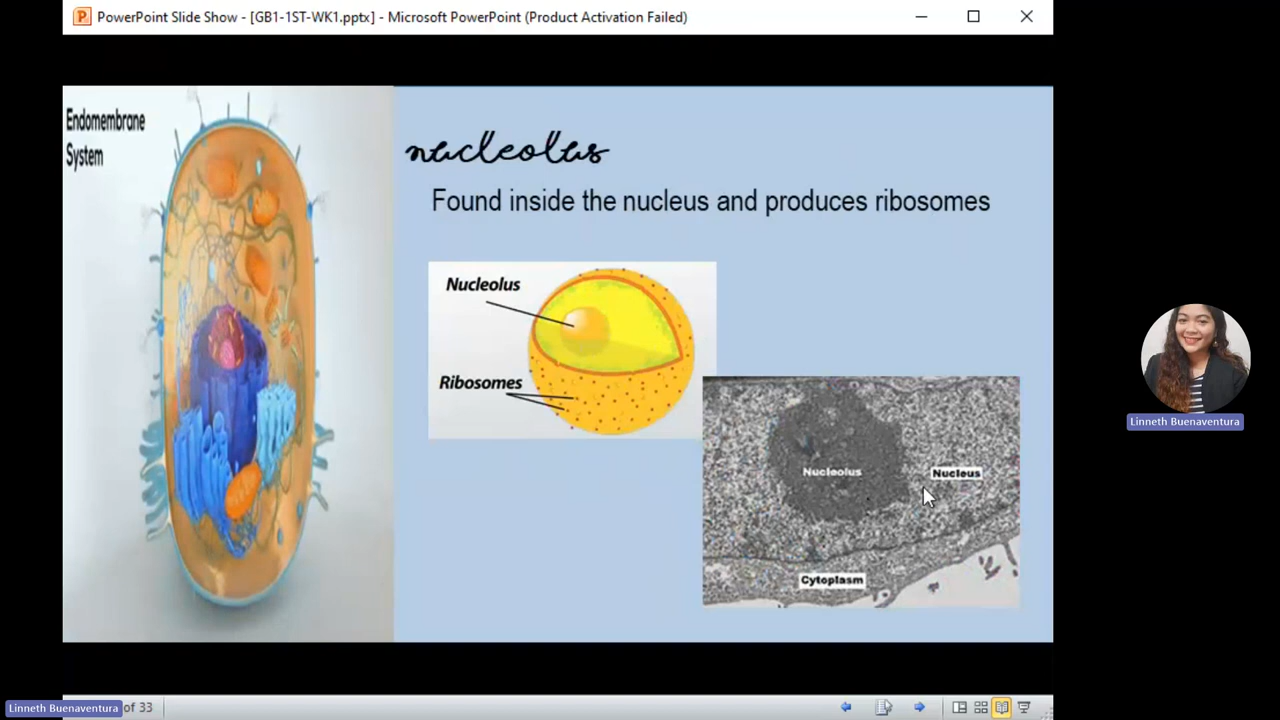 PowerPoint Slide Show - [GB1-1ST-WK1.pptx] - Microsoft PowerPoint (Product Activation Failed)
Endomembrane
System
nucleolus
Found inside the nucleus and produces ribosomes
Nucleolus
Ribosomes
Nucleolus
Nucleus
Cytoplasm
Linneth Buenaventura
Linneth Buenaventura
of 33